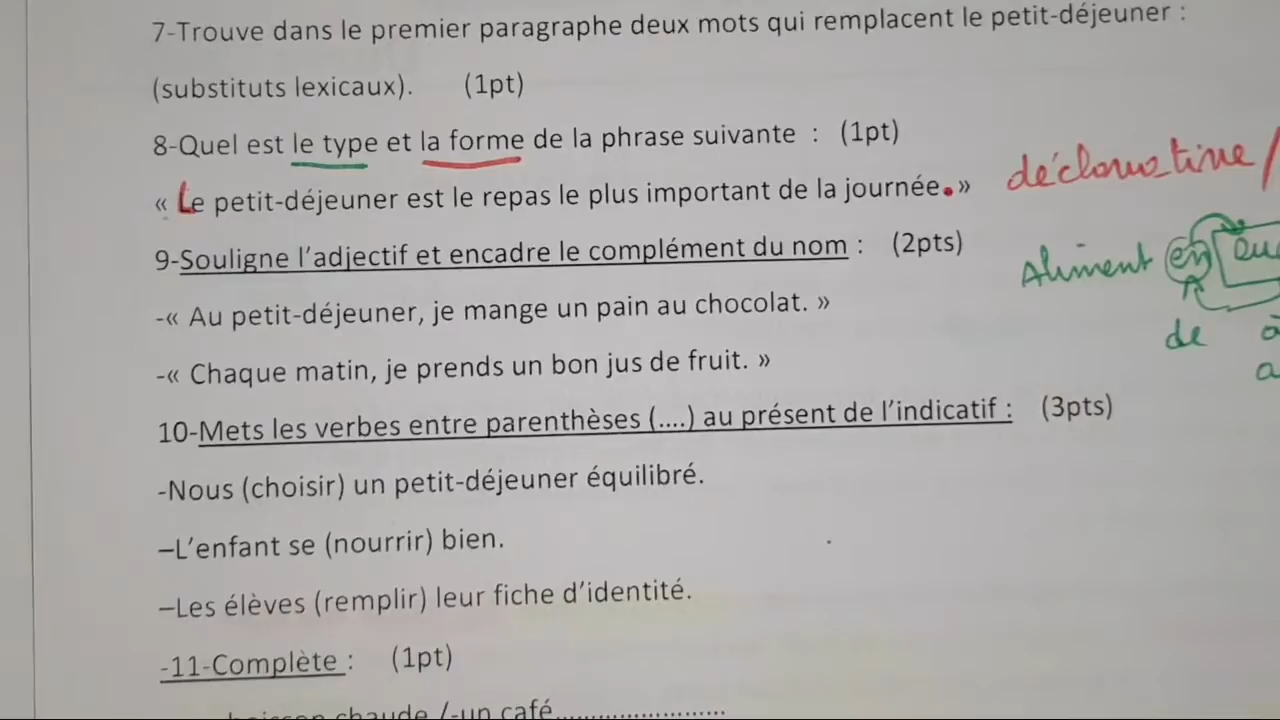 7-Trouve dans le premier paragraphe deux mots qui remplacent le petit-déjeuner :
(substituts lexicaux). (1pt)
8-Quel est le type et la forme de la phrase suivante : (1pt)
« Le petit-déjeuner est le repas le plus important de la journée. »
déclarative /
9-Souligne l'adjectif et encadre le complément du nom : (2pts)
Aliment en
de
-« Au petit-déjeuner, je mange un pain au chocolat. »
-« Chaque matin, je prends un bon jus de fruit. »
10-Mets les verbes entre parenthèses (....) au présent de l'indicatif : (3pts)
-Nous (choisir) un petit-déjeuner équilibré.
–L'enfant se (nourrir) bien.
–Les élèves (remplir) leur fiche d'identité.
-11-Complète : (1pt)
boisson chaude /-un café........................